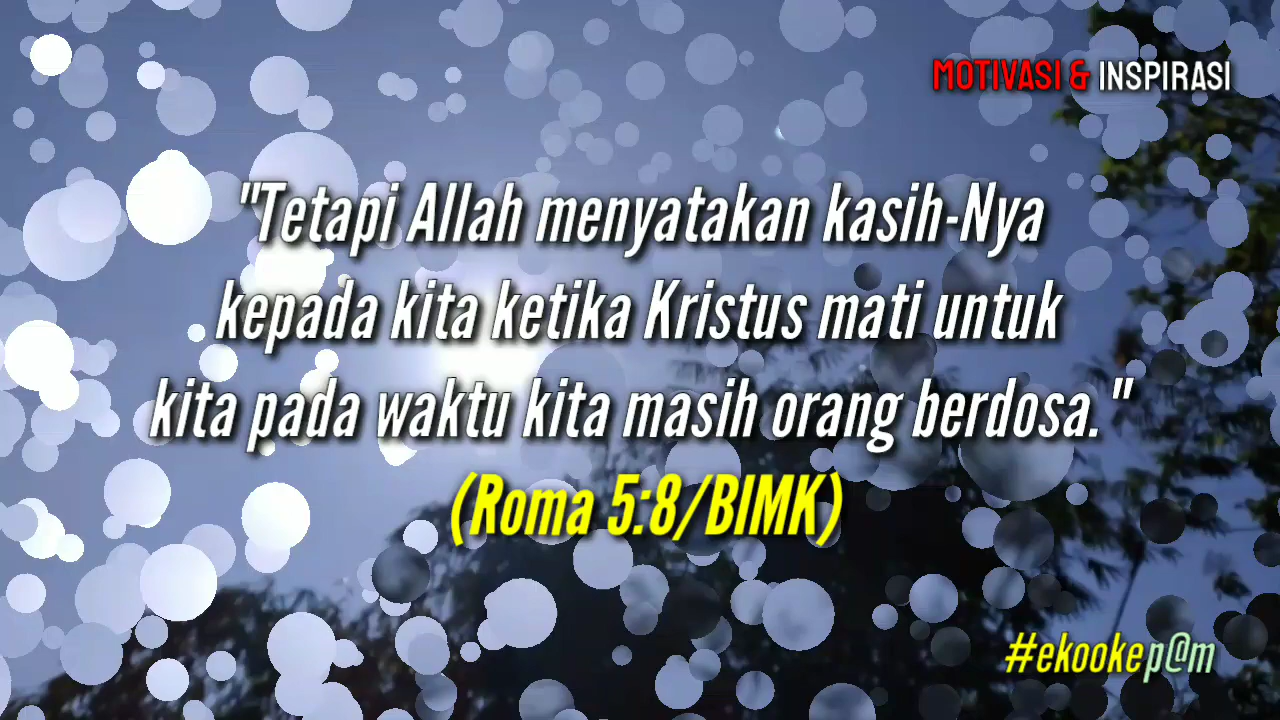 MOTIVASI & INSPIRASI
"Tetapi Allah menyatakan kasih-Nya
kepada kita ketika Kristus mati untuk
kita pada waktu kita masih orang berdosa."
(Roma 5:8/BIMK)
#ekookep@m